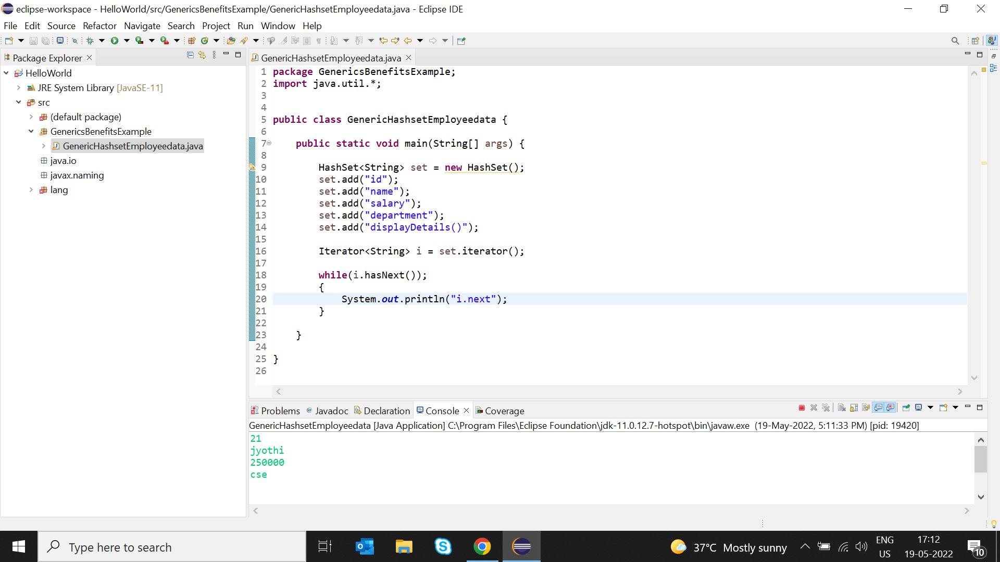 eclipse-workspace - HelloWorld/src/GenericsBenefitsExample/GenericHashsetEmployeedata.java - Eclipse IDE
File Edit Source Refactor Navigate Search Project Run Window Help
Package Explorer
HelloWorld
JRE System Library [JavaSE-11]
src
(default package)
GenericsBenefitsExample
GenericHashsetEmployeedata.java
java.io
javax.naming
lang
GenericHashsetEmployeedata.java
1 package GenericsBenefitsExample;
2 import java.util.*;
3
4
5 public class GenericHashsetEmployeedata {
6
7 public static void main(String[] args) {
8
9 HashSet<String> set = new HashSet();
10 set.add("id");
11 set.add("name");
12 set.add("salary");
13 set.add("department");
14 set.add("displayDetails()");
15
16 Iterator<String> i = set.iterator();
17
18 while(i.hasNext());
19 {
20 System.out.println("i.next");
21 }
22
23 }
24
25 }
26
Problems @ Javadoc Declaration Console Coverage
GenericHashsetEmployeedata [Java Application] C:\Program Files\Eclipse Foundation\jdk-11.0.12.7-hotspot\bin\javaw.exe (19-May-2022, 5:11:33 PM) [pid: 19420]
21
jyothi
250000
cse
Type here to search
37°C Mostly sunny
ENG
US
17:12
19-05-2022
10